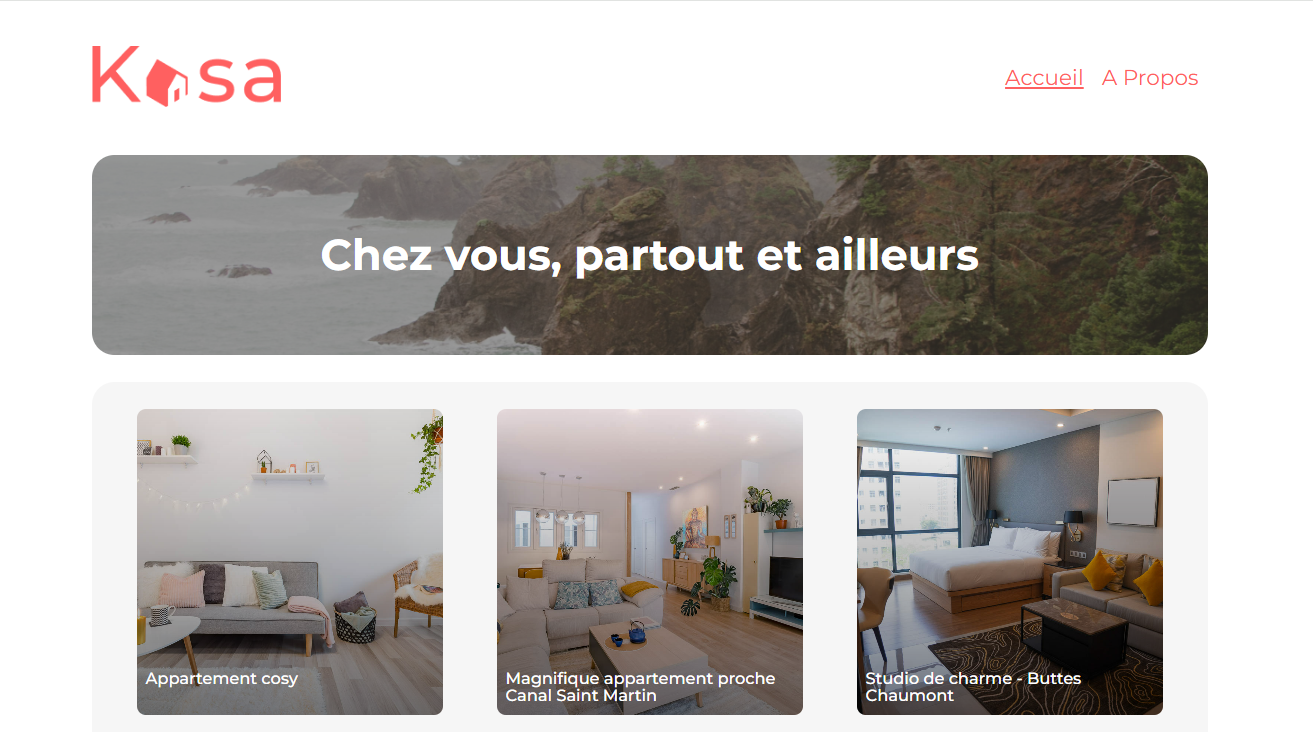 Kasa
Accueil A Propos
Chez vous, partout et ailleurs
Appartement cosy
Magnifique appartement proche
Canal Saint Martin
Studio de charme - Buttes
Chaumont